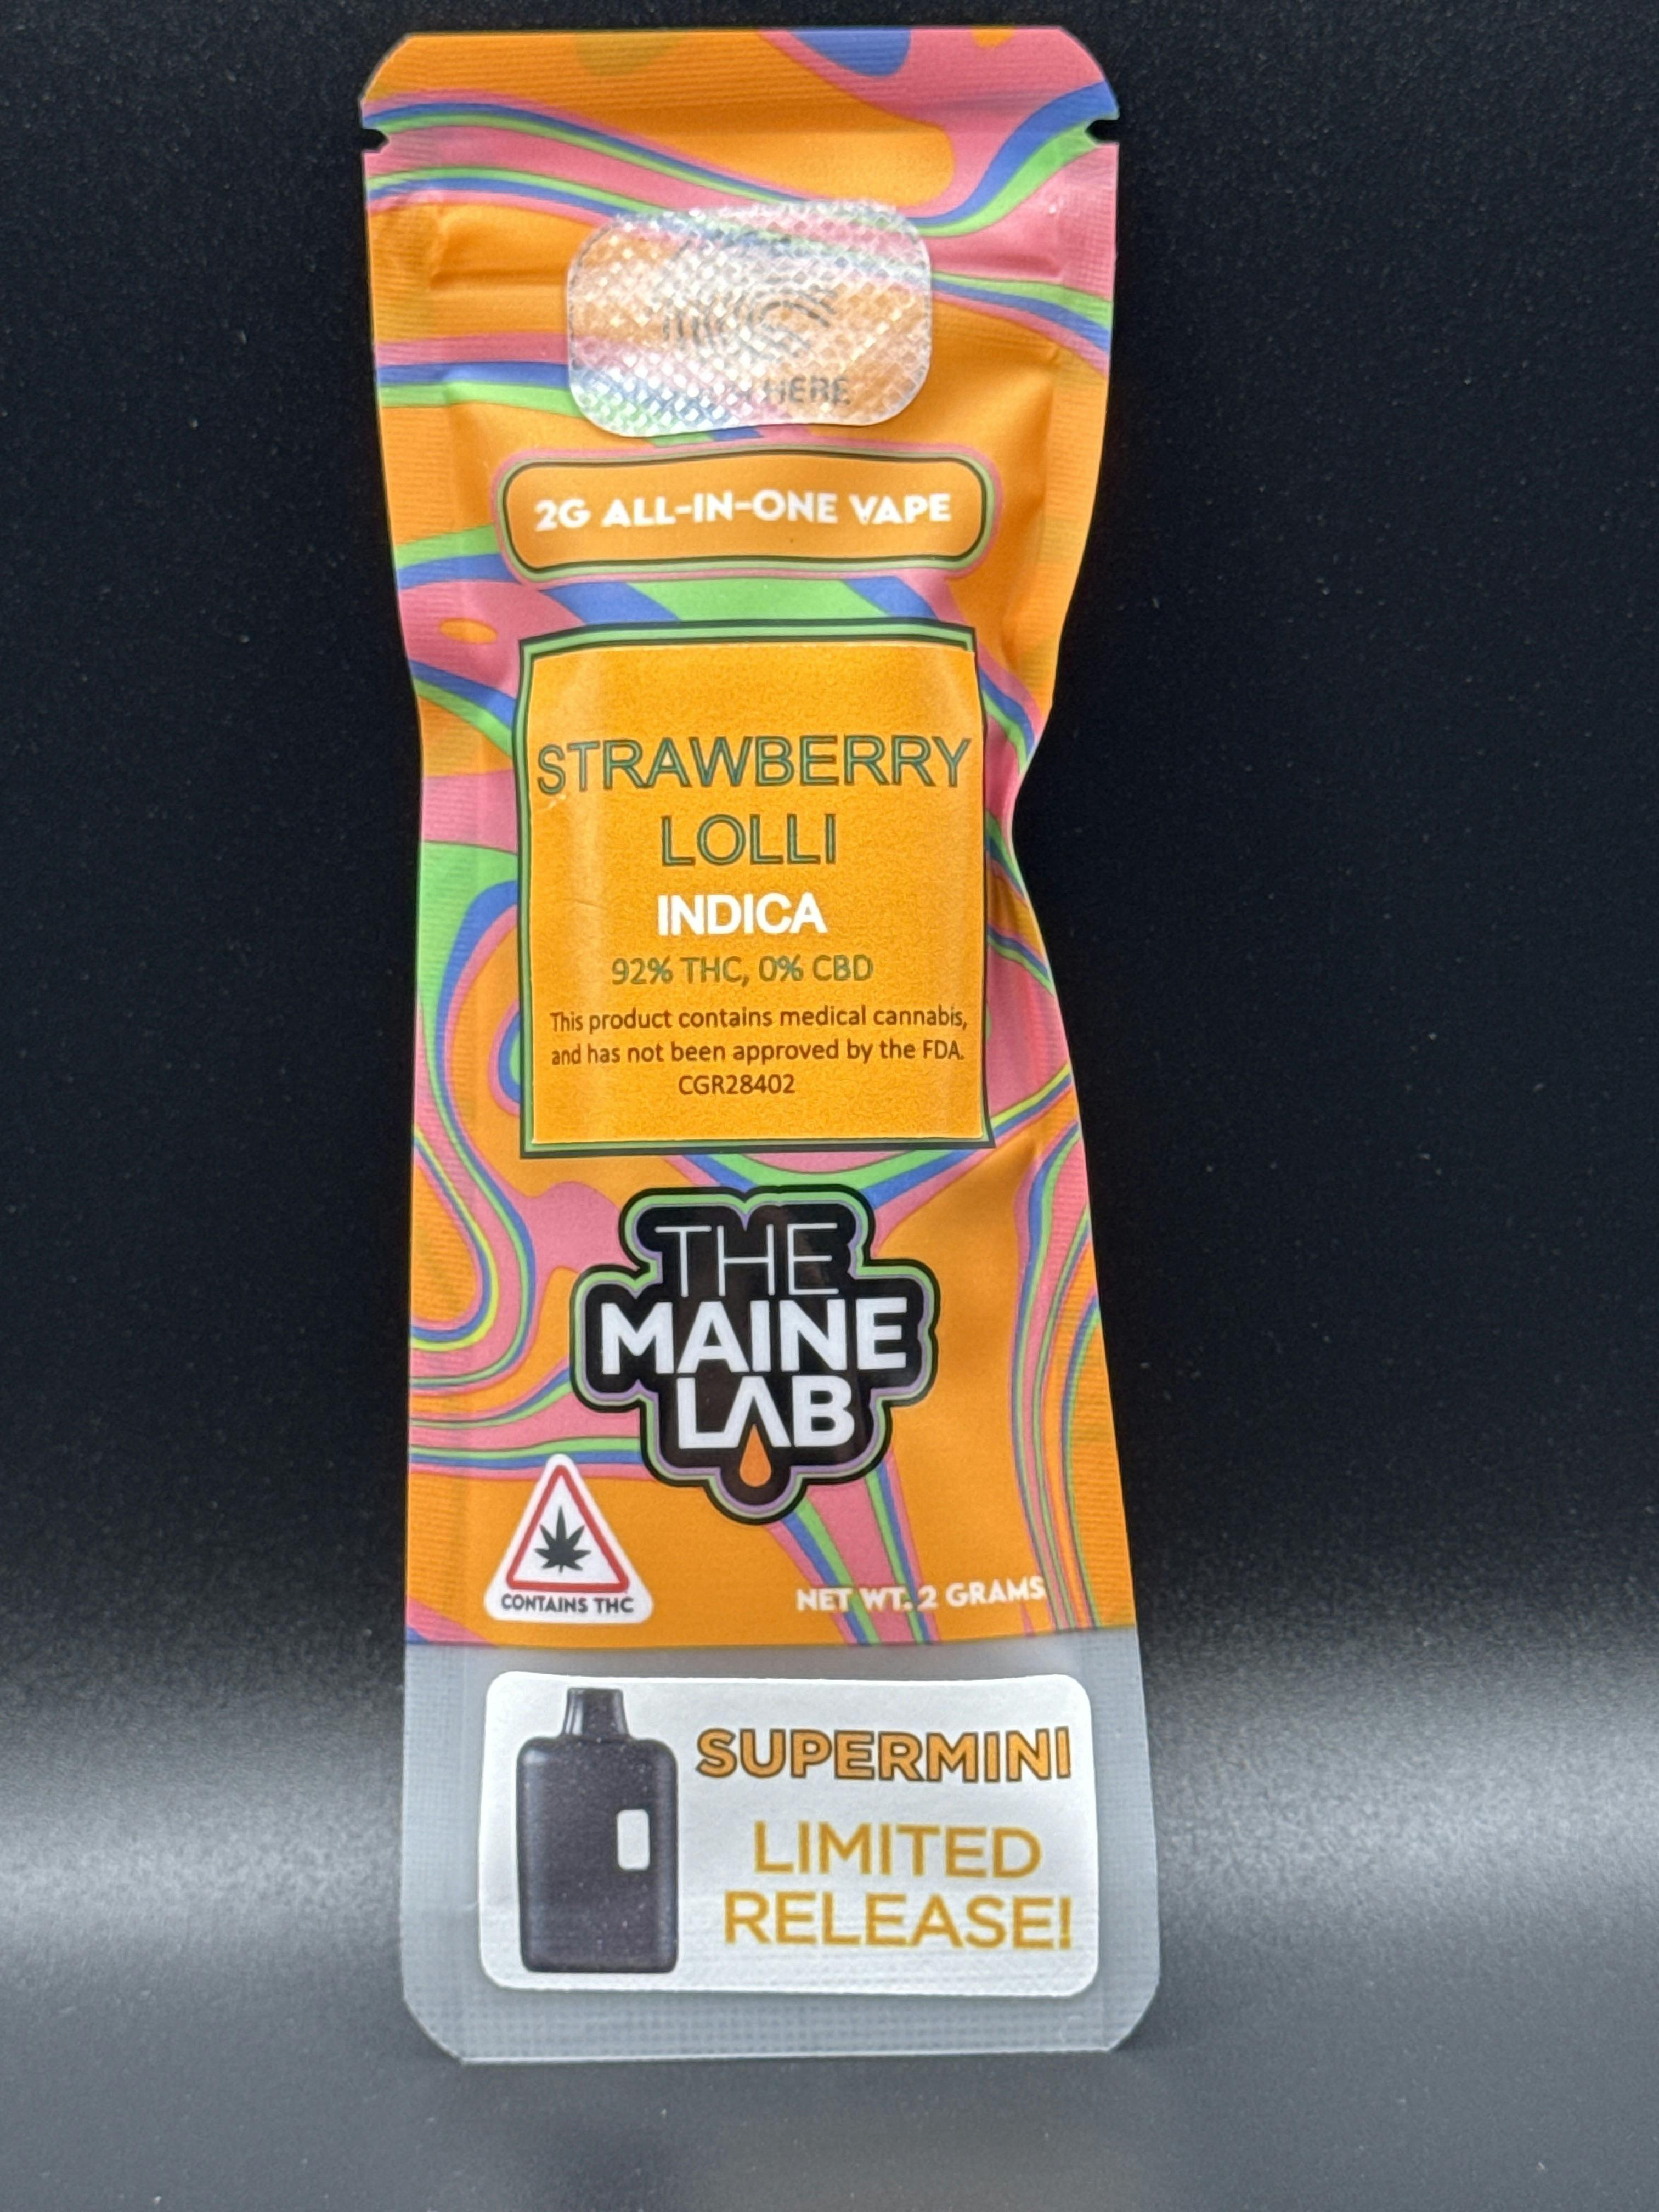 HERE
2G ALL-IN-ONE VAPE
STRAWBERRY
LOLLI
INDICA
92% THC, 0% CBD
This product contains medical cannabis,
and has not been approved by the FDA.
CGR28402
THE
MAINE
LAB
CONTAINS THC
NET WT. 2 GRAMS
SUPERMINI
LIMITED
RELEASE!